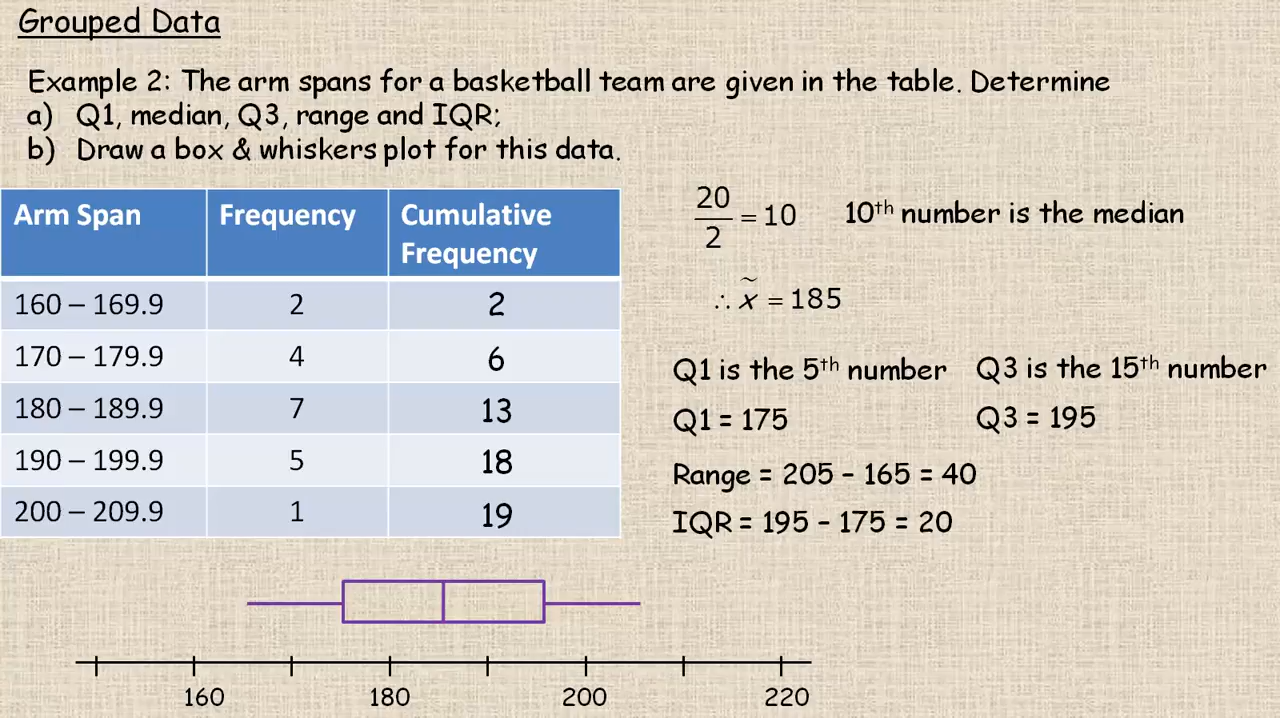 Grouped Data
Example 2: The arm spans for a basketball team are given in the table. Determine
a) Q1, median, Q3, range and IQR;
b) Draw a box & whiskers plot for this data.
Arm Span Frequency Cumulative Frequency
160 – 169.9 2 2
170 – 179.9 4 6
180 – 189.9 7 13
190 – 199.9 5 18
200 – 209.9 1 19
20/2 = 10 10th number is the median
∴ x̃ = 185
Q1 is the 5th number Q3 is the 15th number
Q1 = 175 Q3 = 195
Range = 205 – 165 = 40
IQR = 195 – 175 = 20
160 180 200 220